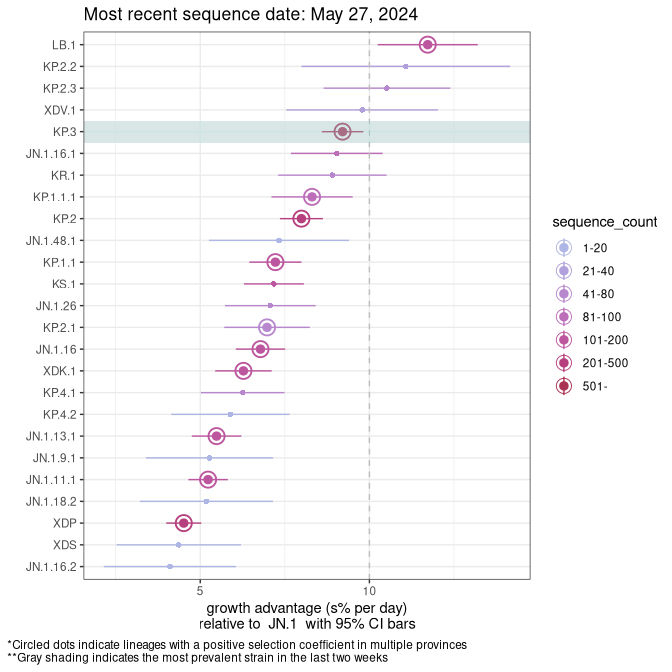 Most recent sequence date: May 27, 2024
LB.1
KP.2.2
KP.2.3
XDV.1
KP.3
JN.1.16.1
KR.1
KP.1.1.1
KP.2
JN.1.48.1
KP.1.1
KS.1
JN.1.26
KP.2.1
JN.1.16
XDK.1
KP.4.1
KP.4.2
JN.1.13.1
JN.1.9.1
JN.1.11.1
JN.1.18.2
XDP
XDS
JN.1.16.2
5 10
growth advantage (s% per day)
relative to JN.1 with 95% CI bars
sequence_count
1-20
21-40
41-80
81-100
101-200
201-500
501-
*Circled dots indicate lineages with a positive selection coefficient in multiple provinces
**Gray shading indicates the most prevalent strain in the last two weeks